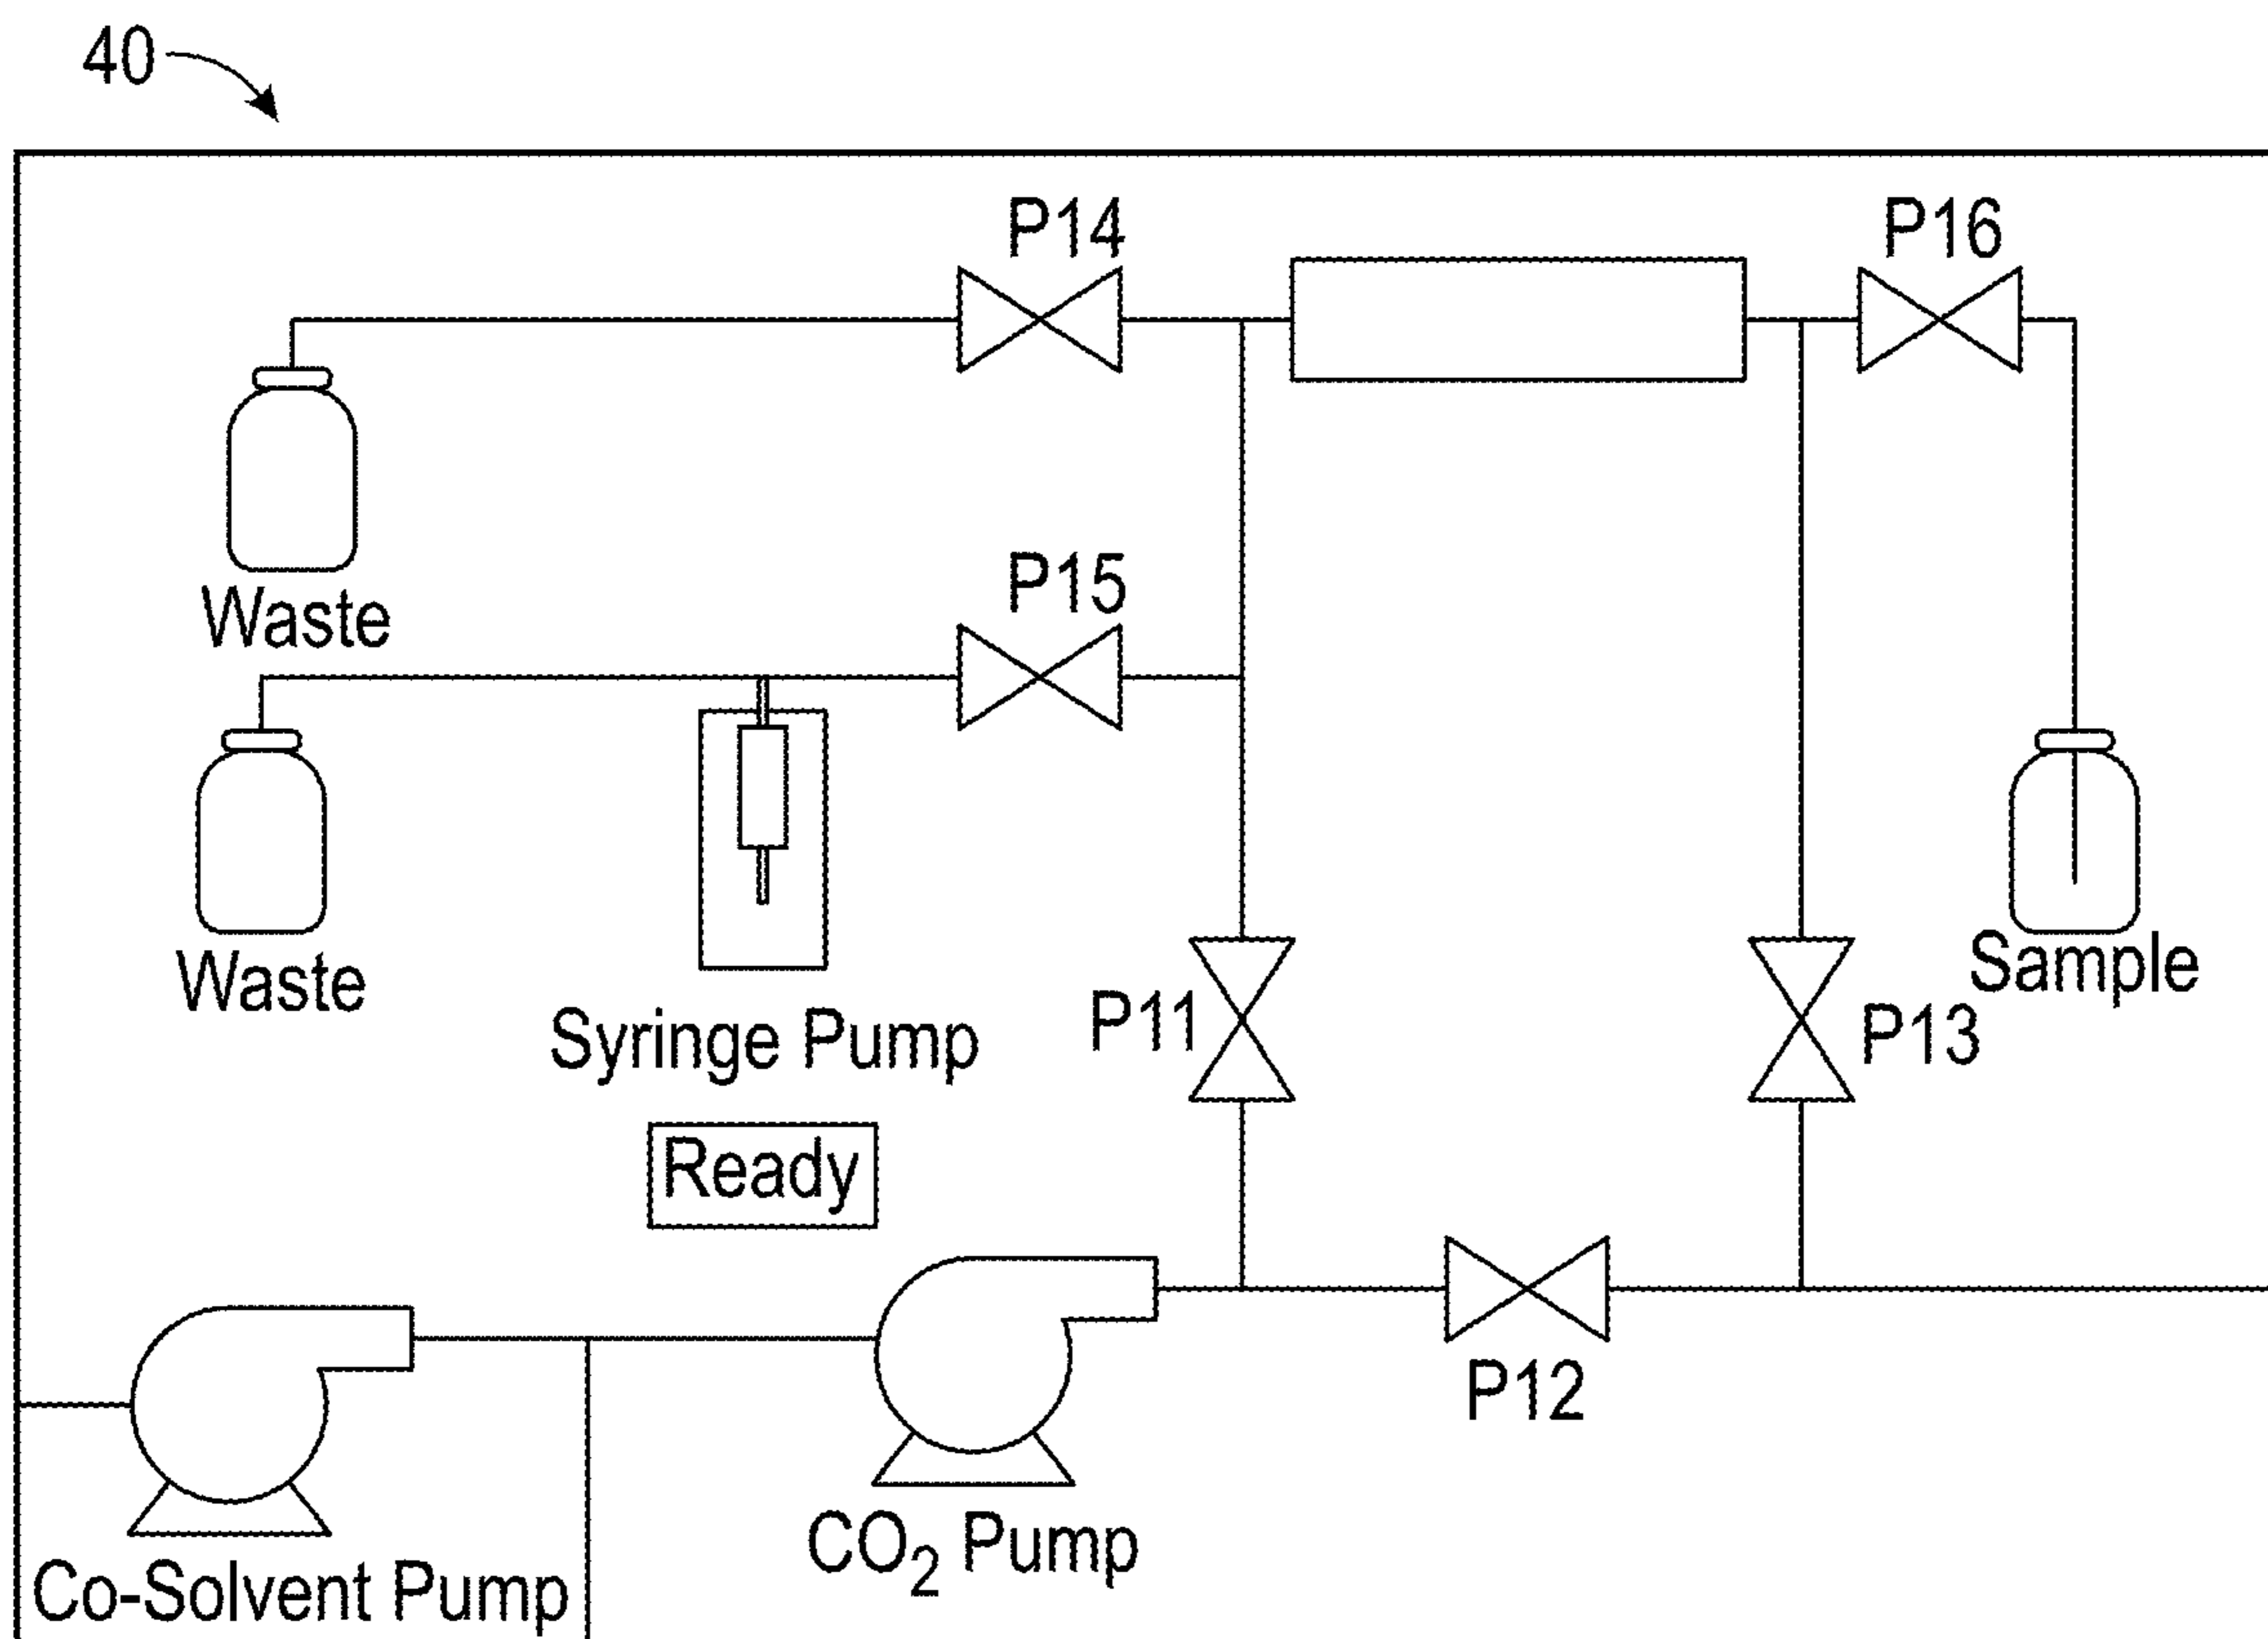 40
P14
P16
Waste
P15
Waste
Syringe Pump
P11
Sample
P13
Ready
P12
CO₂ Pump
Co-Solvent Pump